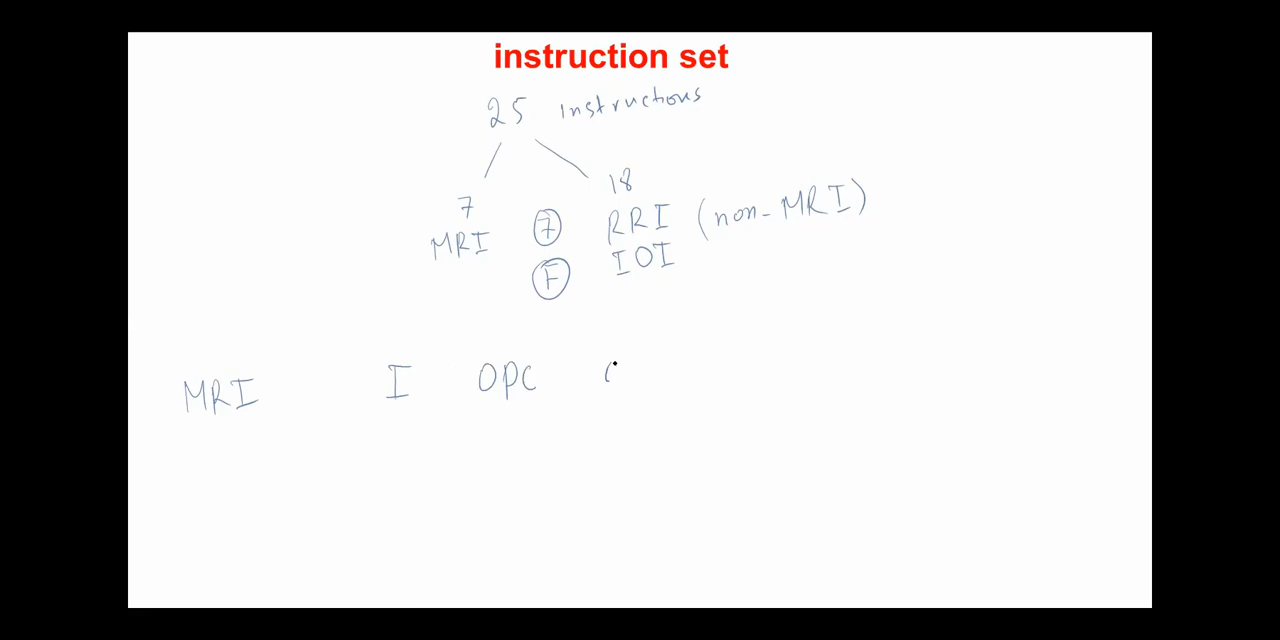 instruction set
25 instructions
7 18
MRI 7 RRI (non-MRI)
F IOI
MRI I OPC (